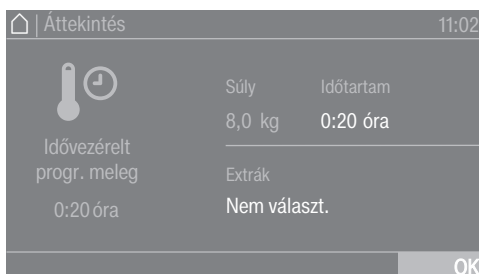 | Áttekintés 11:02
Súly Időtartam
8,0 kg 0:20 óra
Idővezérelt
progr. meleg
0:20 óra
Extrák
Nem választ.
OK